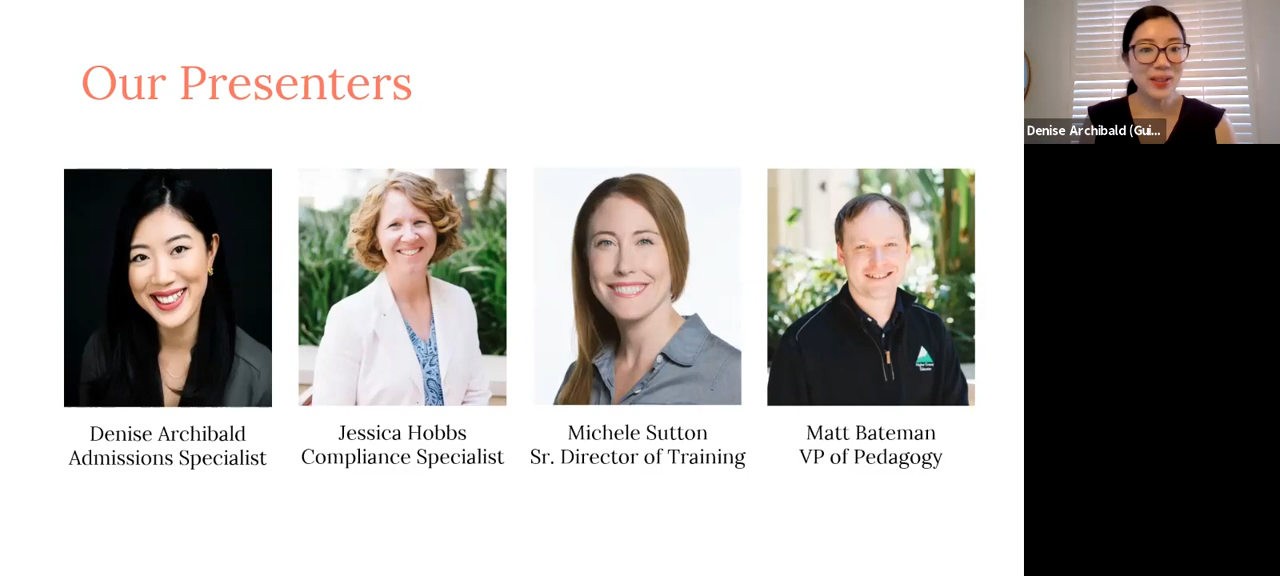 Our Presenters
Denise Archibald (Gui...
Denise Archibald
Admissions Specialist
Jessica Hobbs
Compliance Specialist
Michele Sutton
Sr. Director of Training
Matt Bateman
VP of Pedagogy